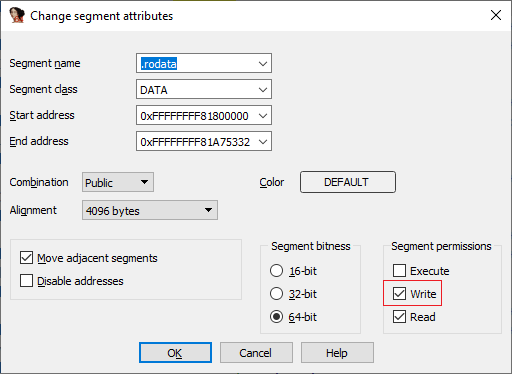 Change segment attributes
Segment name .rodata
Segment class DATA
Start address 0xFFFFFFFF81800000
End address 0xFFFFFFFF81A75332
Combination Public Color DEFAULT
Alignment 4096 bytes
Move adjacent segments
Disable addresses
Segment bitness
16-bit
32-bit
64-bit
Segment permissions
Execute
Write
Read
OK Cancel Help